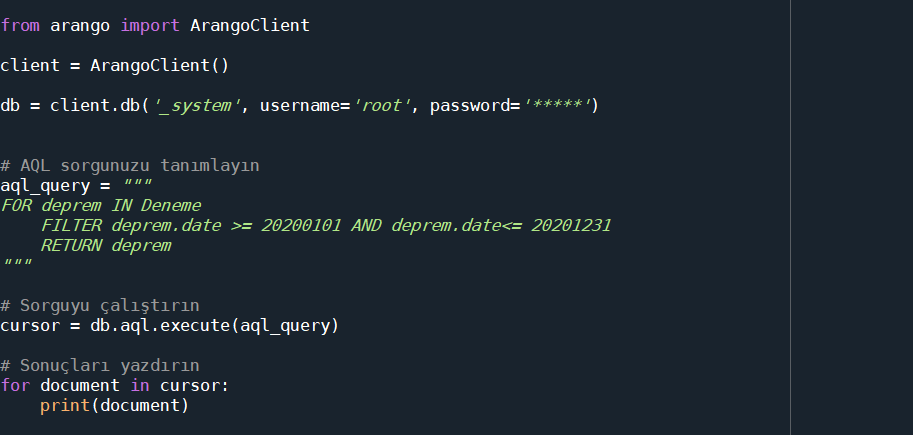 from arango import ArangoClient
client = ArangoClient()
db = client.db('_system', username='root', password='*****')
# AQL sorgunuzu tanımlayın
aql_query = """
FOR deprem IN Deneme
    FILTER deprem.date >= 20200101 AND deprem.date<= 20201231
    RETURN deprem
"""
# Sorguyu çalıştırın
cursor = db.aql.execute(aql_query)
# Sonuçları yazdırın
for document in cursor:
    print(document)